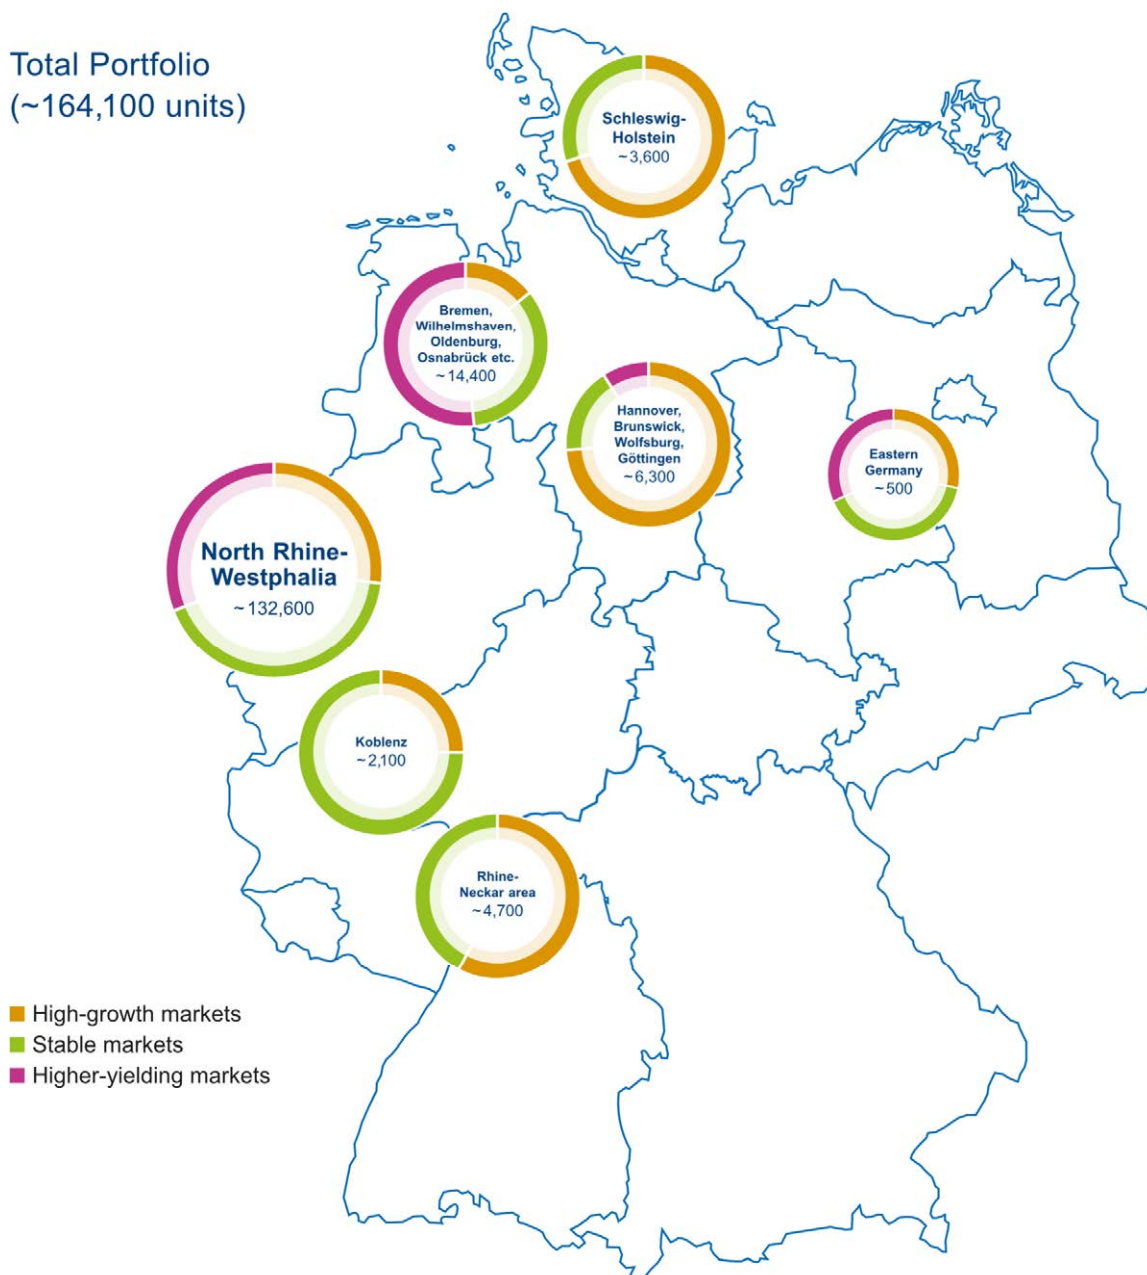 Total Portfolio
(~164,100 units)
Schleswig-
Holstein
~3,600
Bremen,
Wilhelmshaven,
Oldenburg,
Osnabrück etc.
~14,400
Hannover,
Brunswick,
Wolfsburg,
Göttingen
~6,300
Eastern
Germany
~500
North Rhine-
Westphalia
~132,600
Koblenz
~2,100
Rhine-
Neckar area
~4,700
High-growth markets
Stable markets
Higher-yielding markets